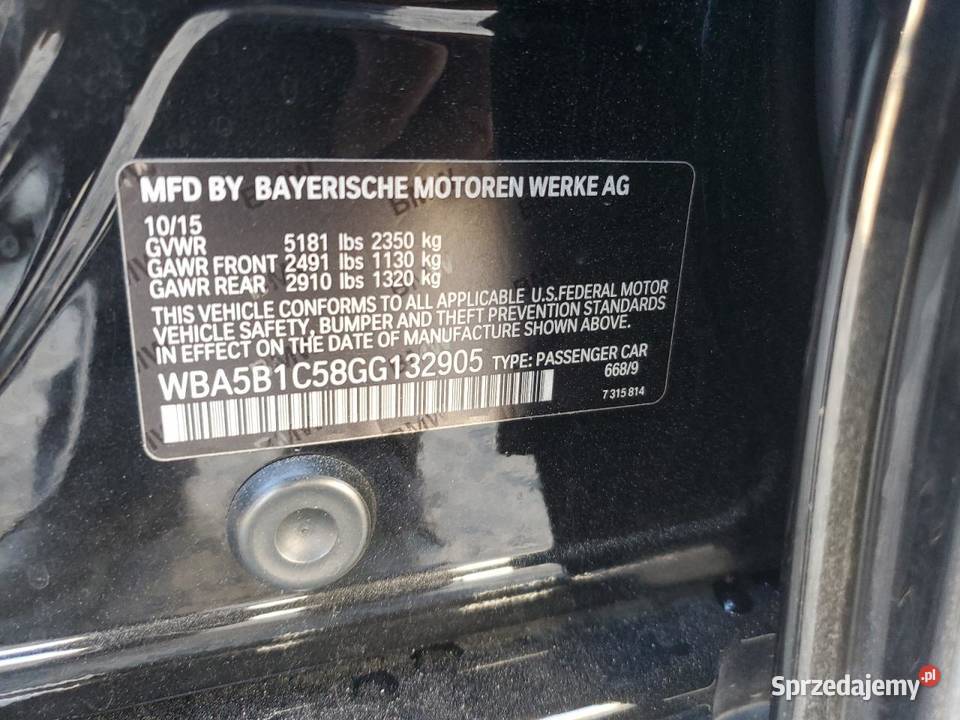 MFD BY BAYERISCHE MOTOREN WERKE AG
10/15
GVWR 5181 lbs 2350 kg
GAWR FRONT 2491 lbs 1130 kg
GAWR REAR 2910 lbs 1320 kg
THIS VEHICLE CONFORMS TO ALL APPLICABLE U.S.FEDERAL MOTOR
VEHICLE SAFETY, BUMPER AND THEFT PREVENTION STANDARDS
IN EFFECT ON THE DATE OF MANUFACTURE SHOWN ABOVE.
WBA5B1C58GG132905 TYPE: PASSENGER CAR
668/9
7 315 814
Sprzedajemy.pl